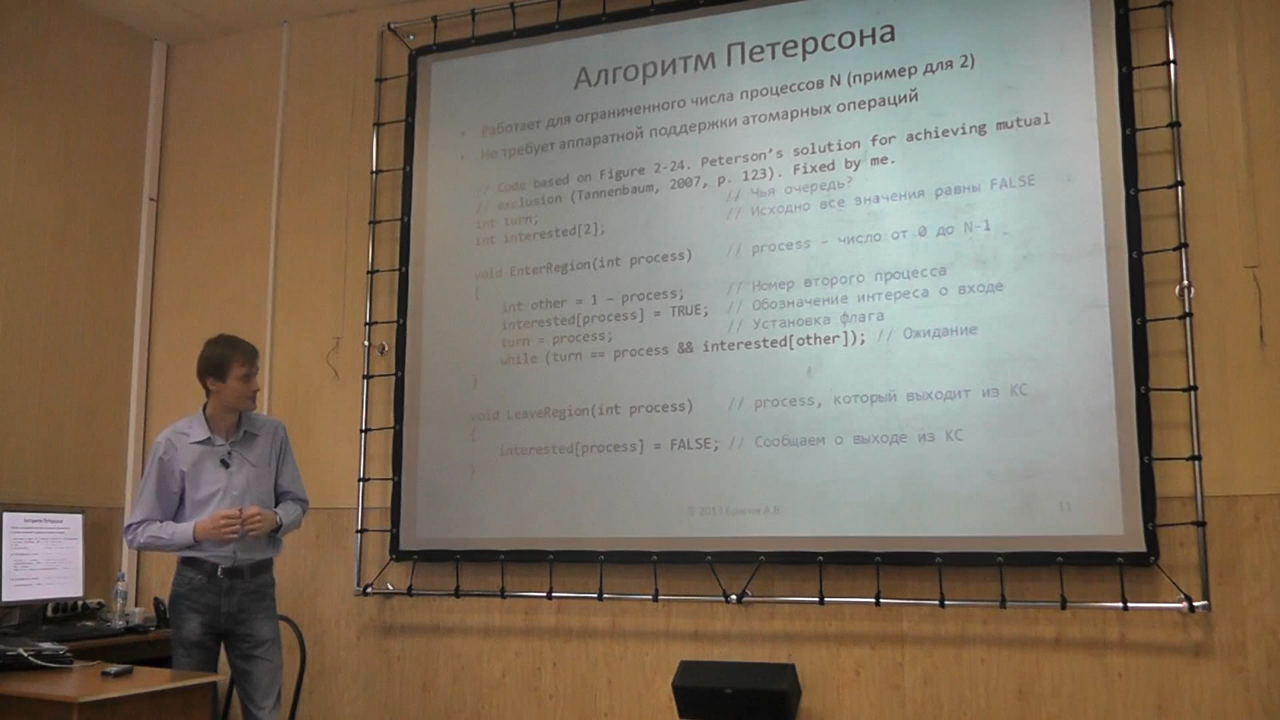 Алгоритм Петерсона
• Работает для ограниченного числа процессов N (пример для 2)
• Не требует аппаратной поддержки атомарных операций
// Code based on Figure 2-24. Peterson’s solution for achieving mutual
// exclusion (Tannenbaum, 2007, p. 123). Fixed by me.
int turn; // Чья очередь?
int interested[2]; // Исходно все значения равны FALSE
void EnterRegion(int process) // process – число от 0 до N-1
{
int other = 1 – process; // Номер второго процесса
interested[process] = TRUE; // Обозначение интереса о входе
turn = process; // Установка флага
while (turn == process && interested[other]); // Ожидание
}
void LeaveRegion(int process) // process, который выходит из КС
{
interested[process] = FALSE; // Сообщаем о выходе из КС
}
© 2013 А.В.
11
Алгоритм Петерсона